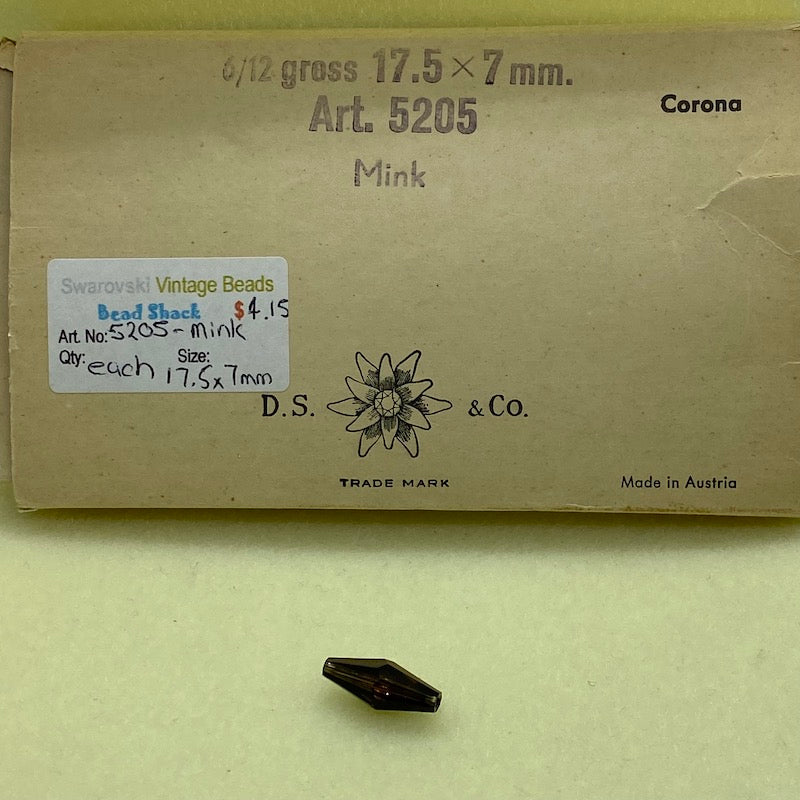 6/12 gross 17.5 × 7 mm.
Art. 5205
Corona
Mink
Swarovski Vintage Beads
Bead Shack $4.15
Art. No: 5205-mink
Qty: each Size: 17.5x7mm
D.S. & Co.
TRADE MARK
Made in Austria